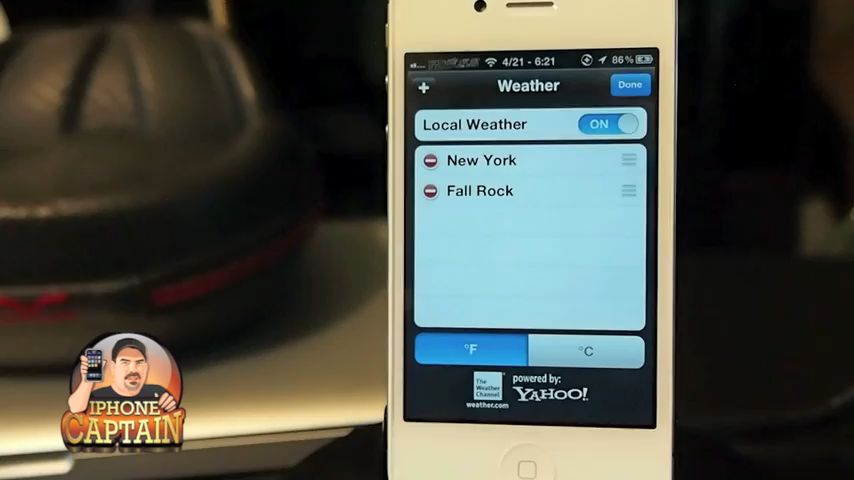 4/21 - 6:21
86%
Weather
Done
Local Weather
ON
New York
Fall Rock
°F
°C
The
Weather
Channel
weather.com
powered by:
YAHOO!
IPHONE
CAPTAIN